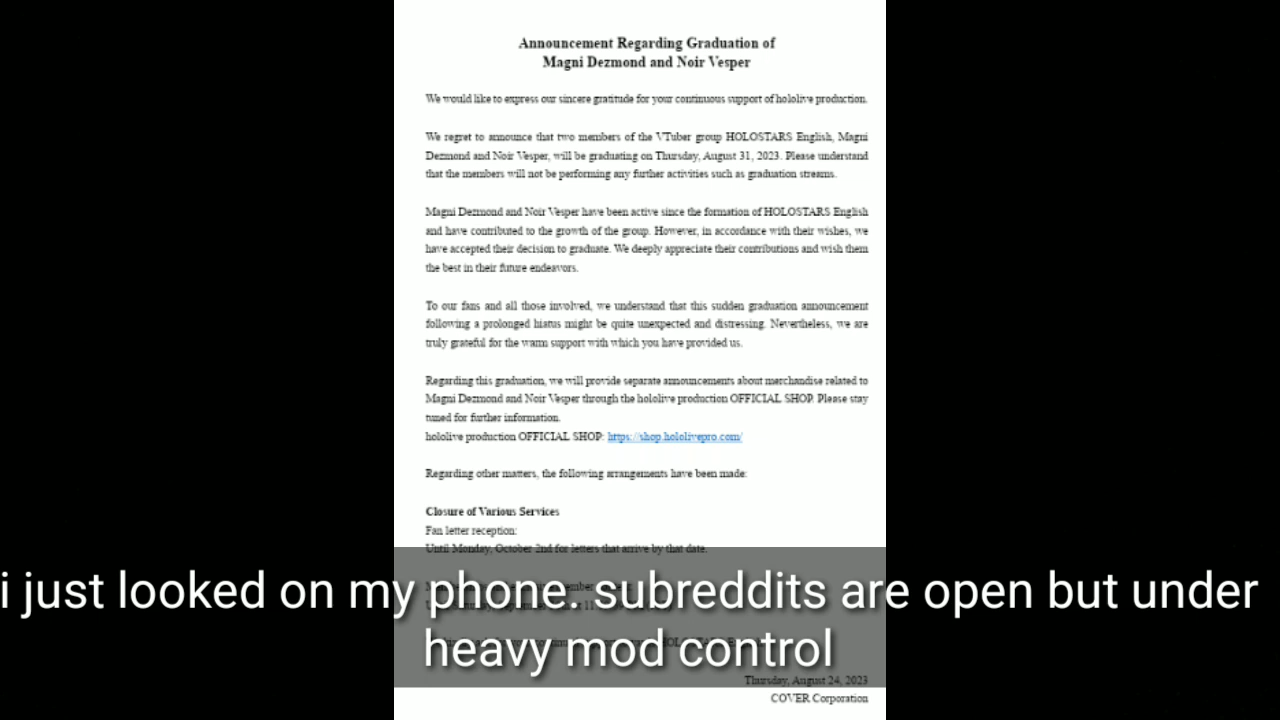 Announcement Regarding Graduation of
Magni Dezmond and Noir Vesper
We would like to express our sincere gratitude for your continuous support of hololive production.
We regret to announce that two members of the VTuber group HOLOSTARS English, Magni
Dezmond and Noir Vesper, will be graduating on Thursday, August 31, 2023. Please understand
that the members will not be performing any further activities such as graduation streams.
Magni Dezmond and Noir Vesper have been active since the formation of HOLOSTARS English
and have contributed to the growth of the group. However, in accordance with their wishes, we
have accepted their decision to graduate. We deeply appreciate their contributions and wish them
the best in their future endeavors.
To our fans and all those involved, we understand that this sudden graduation announcement
following a prolonged hiatus might be quite unexpected and distressing. Nevertheless, we are
truly grateful for the warm support with which you have provided us.
Regarding this graduation, we will provide separate announcements about merchandise related to
Magni Dezmond and Noir Vesper through the hololive production OFFICIAL SHOP. Please stay
tuned for further information.
hololive production OFFICIAL SHOP: https://shop.hololivepro.com/
Regarding other matters, the following arrangements have been made:
Closure of Various Services
Fan letter reception:
Until Monday, October 2nd for letters that arrive by that date.
i just looked on my phone. subreddits are open but under
heavy mod control
Thursday, August 24, 2023
COVER Corporation